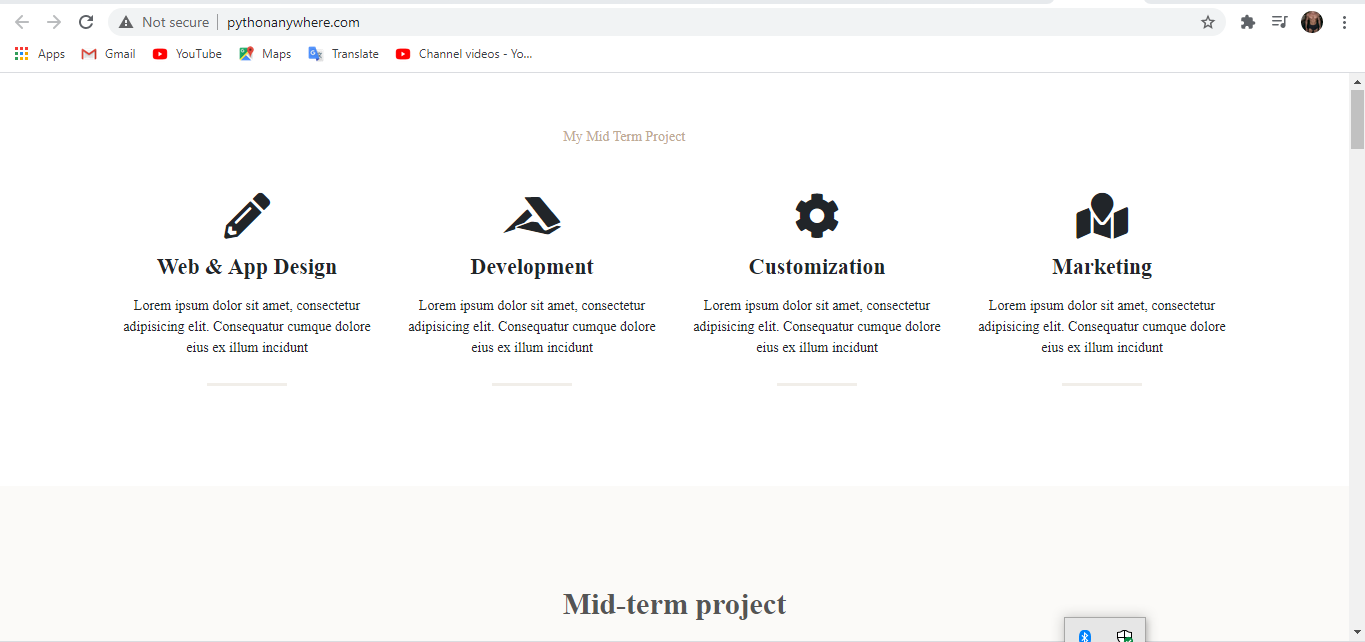 Not secure pythonanywhere.com
Apps Gmail YouTube Maps Translate Channel videos - Yo...
My Mid Term Project
Web & App Design
Lorem ipsum dolor sit amet, consectetur
adipisicing elit. Consequatur cumque dolore
eius ex illum incidunt
Development
Lorem ipsum dolor sit amet, consectetur
adipisicing elit. Consequatur cumque dolore
eius ex illum incidunt
Customization
Lorem ipsum dolor sit amet, consectetur
adipisicing elit. Consequatur cumque dolore
eius ex illum incidunt
Marketing
Lorem ipsum dolor sit amet, consectetur
adipisicing elit. Consequatur cumque dolore
eius ex illum incidunt
Mid-term project